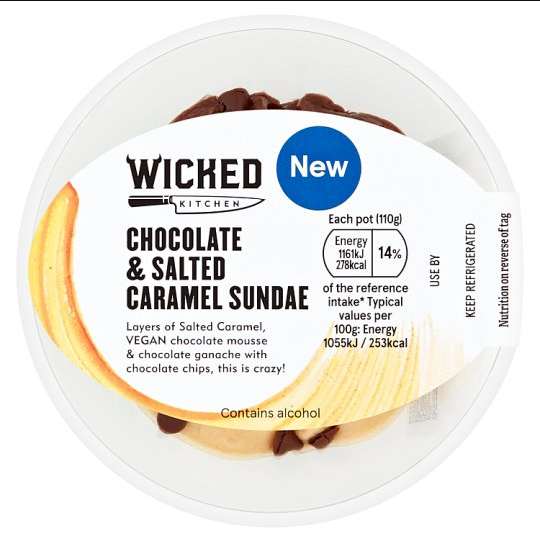 WICKED
KITCHEN
New
CHOCOLATE
& SALTED
CARAMEL SUNDAE
Layers of Salted Caramel,
VEGAN chocolate mousse
& chocolate ganache with
chocolate chips, this is crazy!
Each pot (110g)
Energy
1161kJ
278kcal
14%
of the reference
intake* Typical
values per
100g: Energy
1055kJ / 253kcal
Contains alcohol
USE BY
KEEP REFRIGERATED
Nutrition on reverse of tag